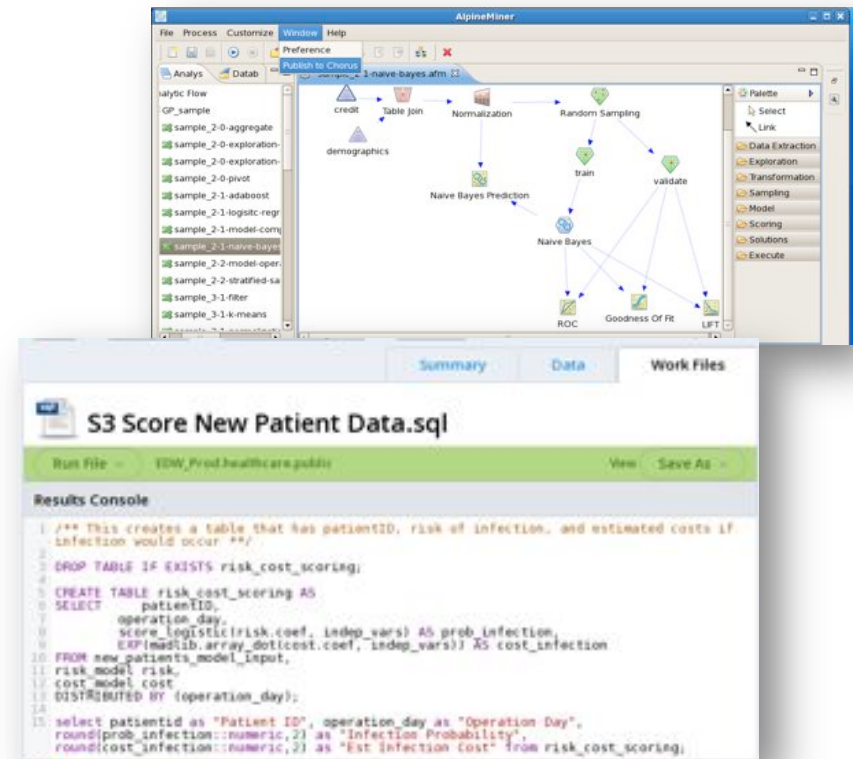 AlpineMiner
File Process Customize Window Help
Preference
Publish to Chorus
Analys Datab sample_2 1-naive-bayes.afm
alytic Flow
GP_sample
sample_2-0-aggregate
sample_2-0-exploration-
sample_2-0-exploration-
sample_2-0-pivot
sample_2-1-adaboost
sample_2-1-logisitc-regr
sample_2-1-model-comp
sample_2-1-naive-bayes
sample_2-2-model-oper
sample_2-2-stratified-sa
sample_3-1-filter
sample_3-1-k-means
credit
Table Join
Normalization
Random Sampling
demographics
train
validate
Naive Bayes Prediction
Naive Bayes
ROC
Goodness Of Fit
LIFT
Palette
Select
Link
Data Extraction
Exploration
Transformation
Sampling
Model
Scoring
Solutions
Execute
Summary Data Work Files
S3 Score New Patient Data.sql
Run File EDW_Prod.healthcare.public View Save As
Results Console
1 /** This creates a table that has patientID, risk of infection, and estimated costs if
infection would occur **/
2
3 DROP TABLE IF EXISTS risk_cost_scoring;
4
5 CREATE TABLE risk_cost_scoring AS
6 SELECT patientID,
7 operation_day,
8 score_logistic(risk.coef, indep_vars) AS prob_infection,
9 EXP(madlib.array_dot(cost.coef, indep_vars)) AS cost_infection
10 FROM new_patients_model_input,
11 risk_model risk,
12 cost_model cost
13 DISTRIBUTED BY (operation_day);
14
15 select patientid as "Patient ID", operation_day as "Operation Day",
round(prob_infection::numeric,2) as "Infection Probability",
round(cost_infection::numeric,2) as "Est Infection Cost" from risk_cost_scoring;